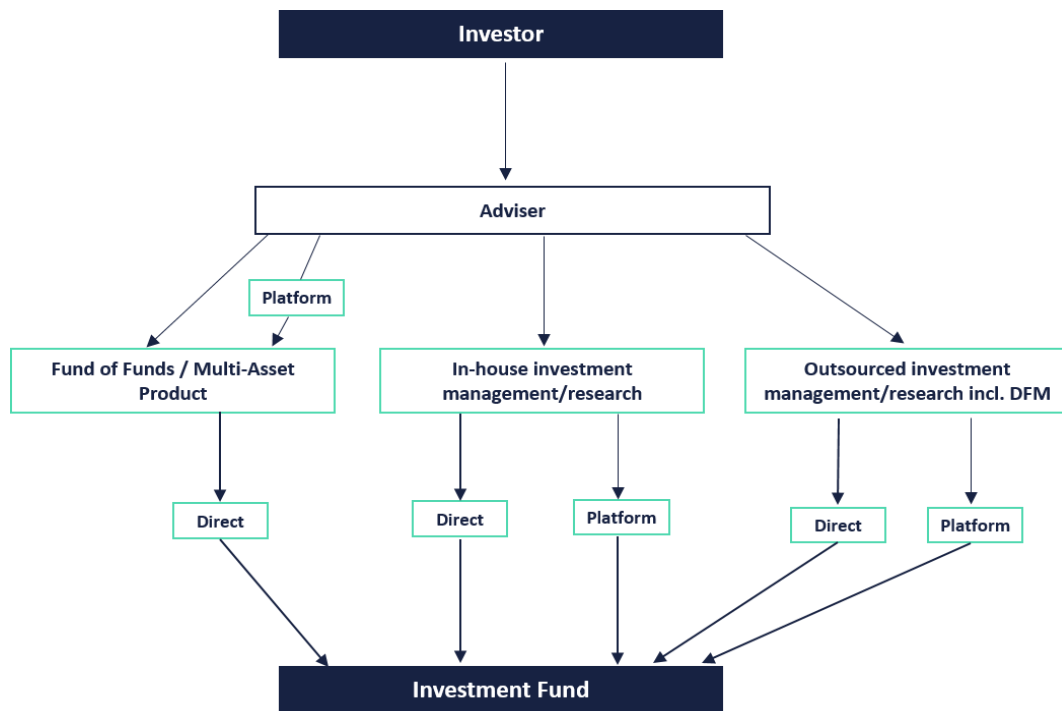 Investor
Adviser
Platform
Fund of Funds / Multi-Asset
Product
In-house investment
management/research
Outsourced investment
management/research incl. DFM
Direct
Direct
Platform
Direct
Platform
Investment Fund